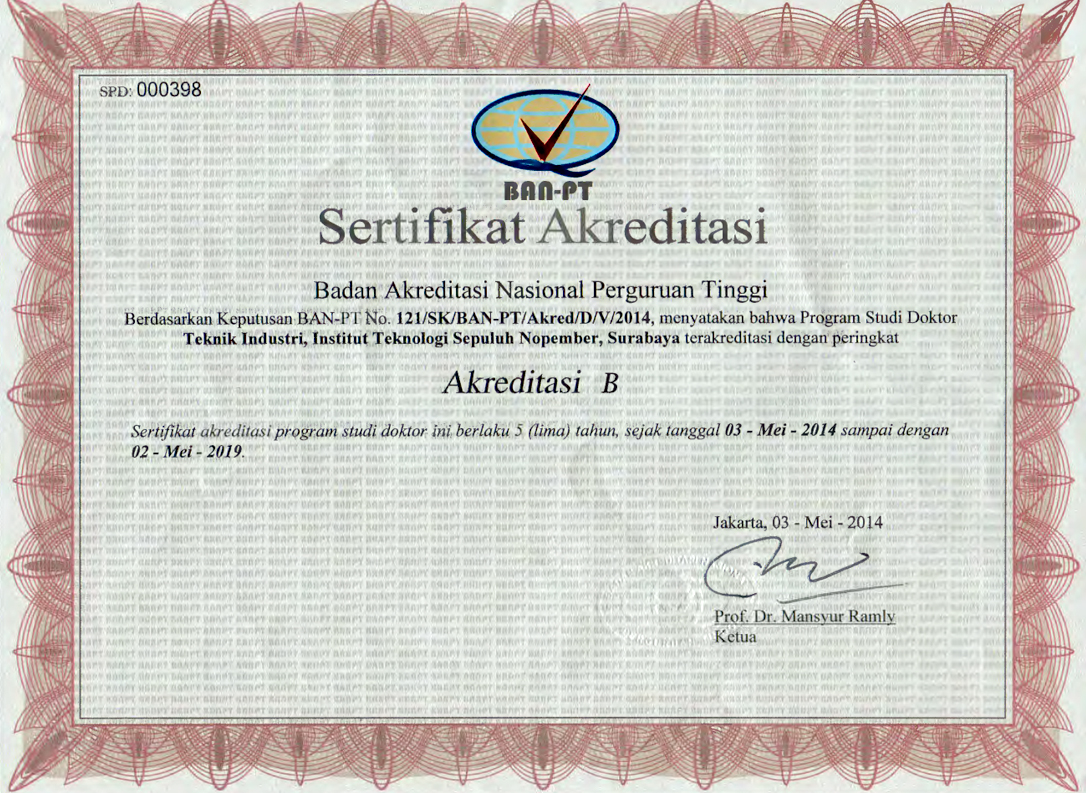 SPD: 000398
BAN-PT
Sertifikat Akreditasi
Badan Akreditasi Nasional Perguruan Tinggi
Berdasarkan Keputusan BAN-PT No. 121/SK/BAN-PT/Akred/D/V/2014, menyatakan bahwa Program Studi Doktor
Teknik Industri, Institut Teknologi Sepuluh Nopember, Surabaya terakreditasi dengan peringkat
Akreditasi B
Sertifikat akreditasi program studi doktor ini berlaku 5 (lima) tahun, sejak tanggal 03 - Mei - 2014 sampai dengan
02 - Mei - 2019.
Jakarta, 03 - Mei - 2014
Prof. Dr. Mansyur Ramly
Ketua